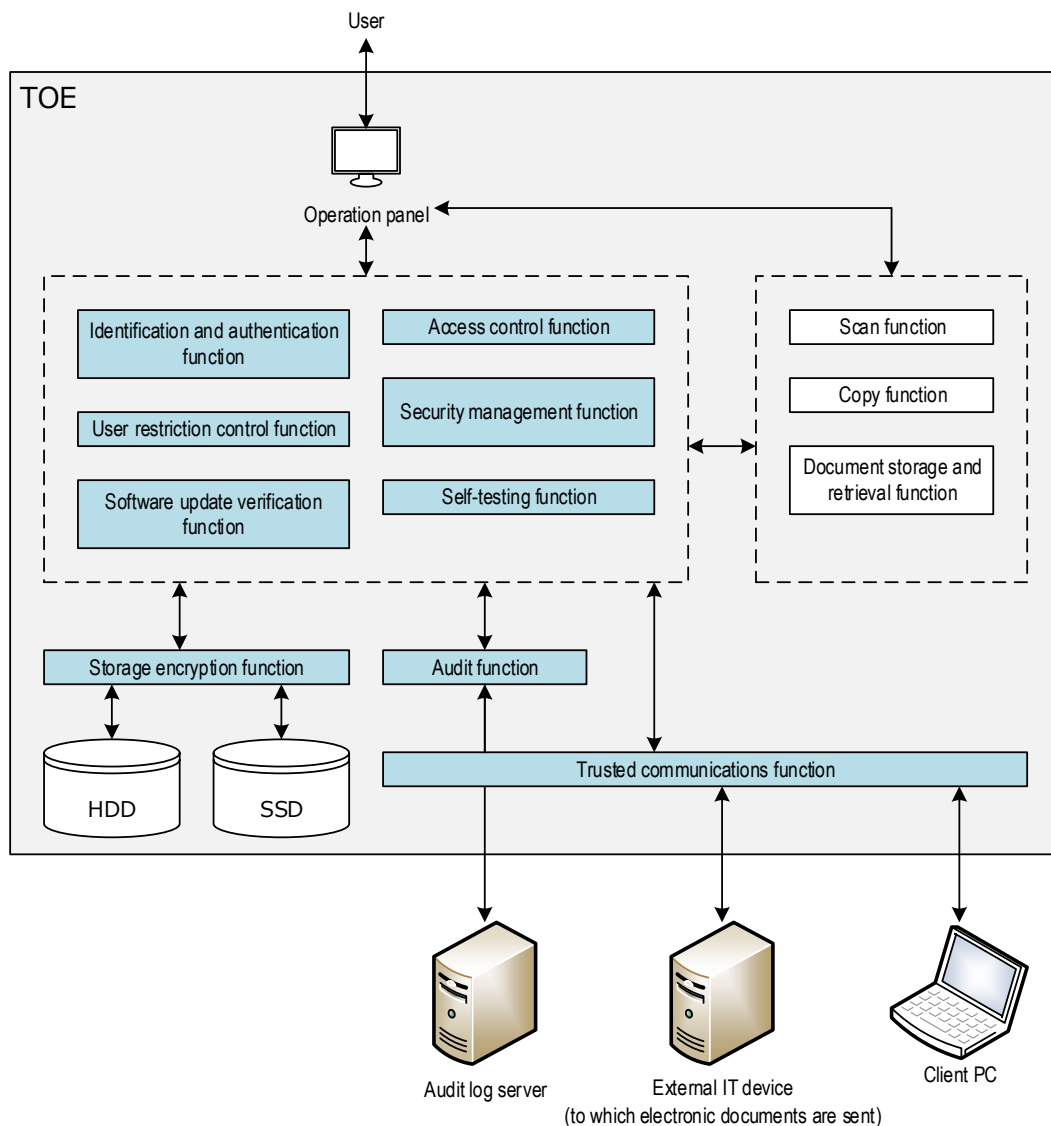 User
TOE
Operation panel
Identification and authentication
function
Access control function
Scan function
User restriction control function
Security management function
Copy function
Software update verification
function
Self-testing function
Document storage and
retrieval function
Storage encryption function
Audit function
Trusted communications function
HDD
SSD
Audit log server
External IT device
(to which electronic documents are sent)
Client PC